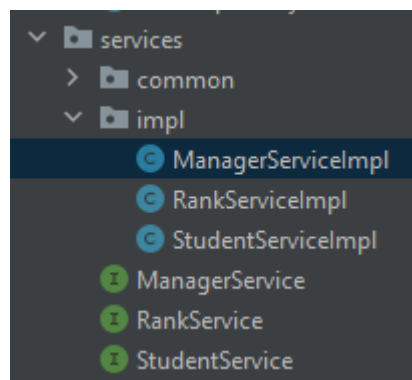 services
common
impl
C ManagerServiceImpl
C RankServiceImpl
C StudentServiceImpl
I ManagerService
I RankService
I StudentService